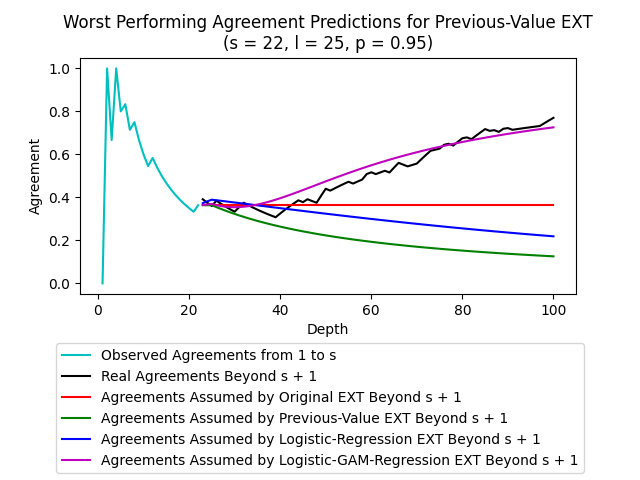 Worst Performing Agreement Predictions for Previous-Value EXT
(s = 22, l = 25, p = 0.95)
1.0
0.8
0.6
0.4
0.2
0.0
Agreement
0 20 40 60 80 100
Depth
Observed Agreements from 1 to s
Real Agreements Beyond s + 1
Agreements Assumed by Original EXT Beyond s + 1
Agreements Assumed by Previous-Value EXT Beyond s + 1
Agreements Assumed by Logistic-Regression EXT Beyond s + 1
Agreements Assumed by Logistic-GAM-Regression EXT Beyond s + 1